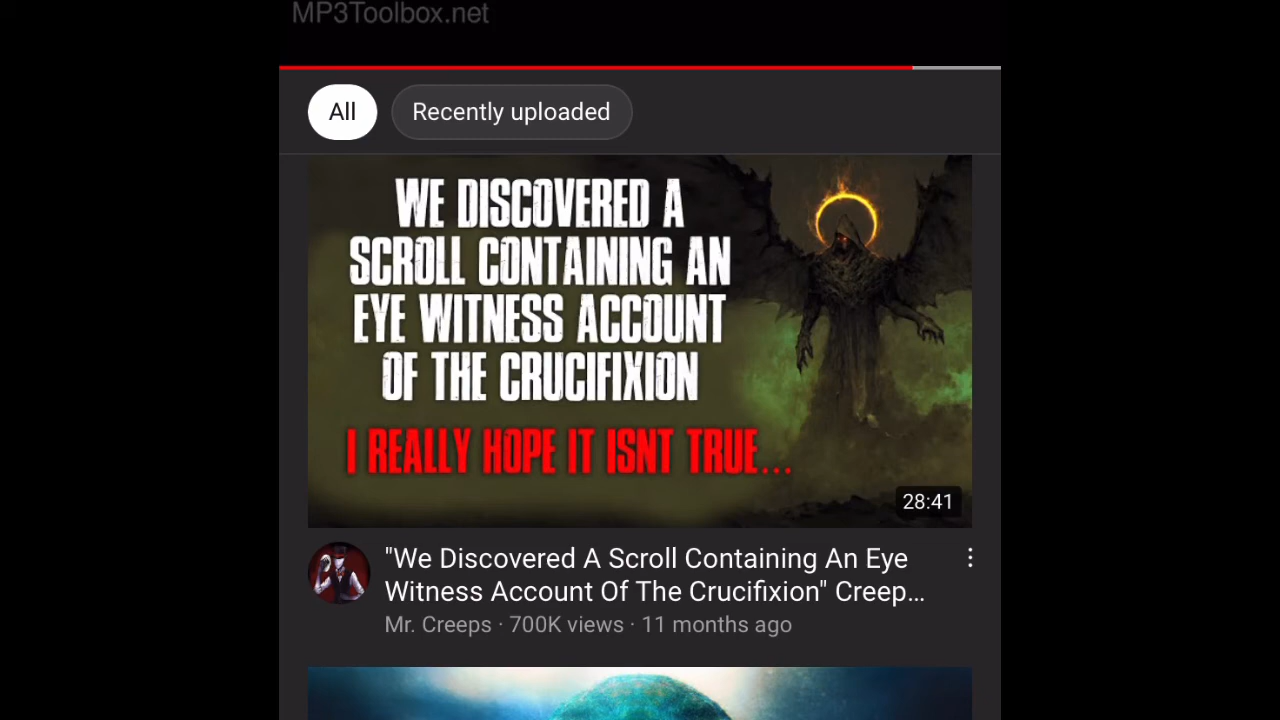 MP3Toolbox.net
All
Recently uploaded
WE DISCOVERED A
SCROLL CONTAINING AN
EYE WITNESS ACCOUNT
OF THE CRUCIFIXION
I REALLY HOPE IT ISNT TRUE...
28:41
"We Discovered A Scroll Containing An Eye
Witness Account Of The Crucifixion" Creep...
Mr. Creeps · 700K views · 11 months ago